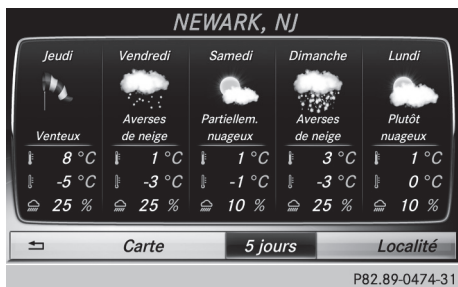 NEWARK, NJ
Jeudi Vendredi Samedi Dimanche Lundi
Averses Partiellem. Averses Plutôt
Venteux de neige nuageux de neige nuageux
8 °C 1 °C 1 °C 3 °C 1 °C
-5 °C -3 °C -1 °C -3 °C 0 °C
25 % 25 % 10 % 25 % 10 %
Carte 5 jours Localité
P82.89-0474-31